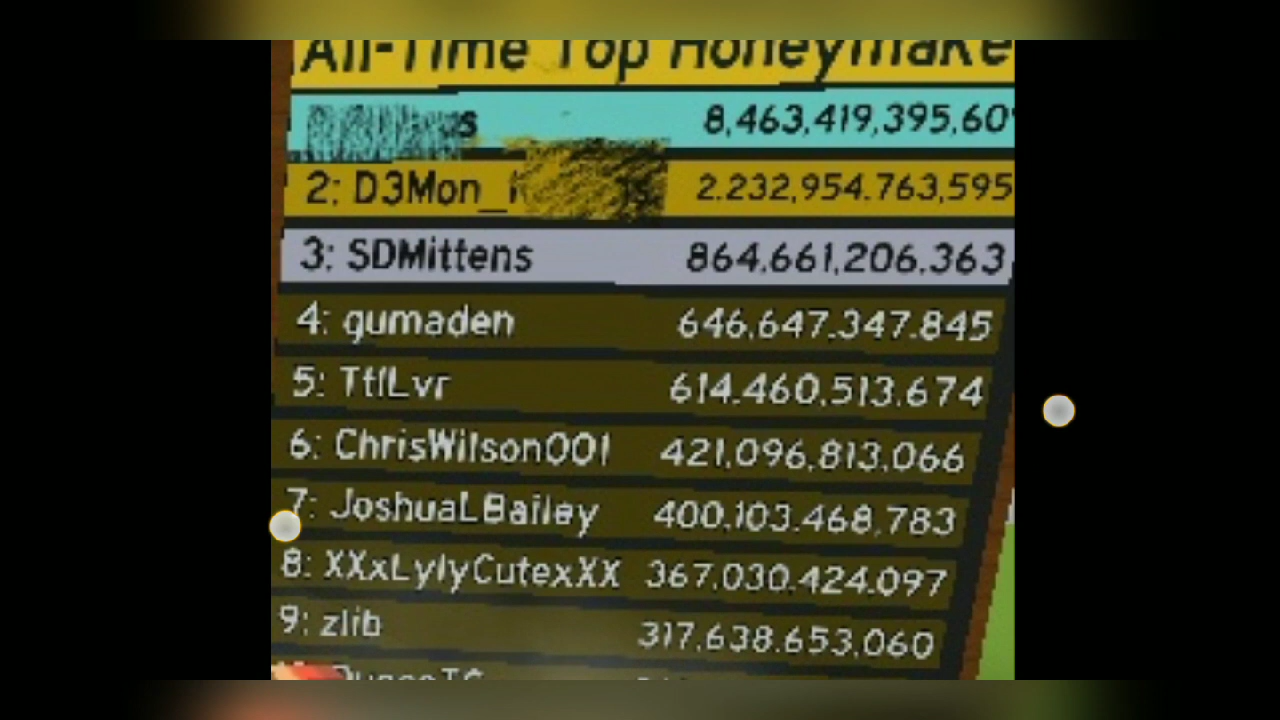 All-Time Top Honeymake
8,463,419,395,60
2: D3Mon_ 2.232,954.763,595
3: SDMittens 864.661,206.363
4: gumaden 646,647.347.845
5: TtfLvr 614.460,513,674
6: ChrisWilson001 421,096,813,066
7: JoshuaLBailey 400,103.468,783
8: XXxLylyCutexXX 367,030.424,097
9: zlib 317,638.653,060